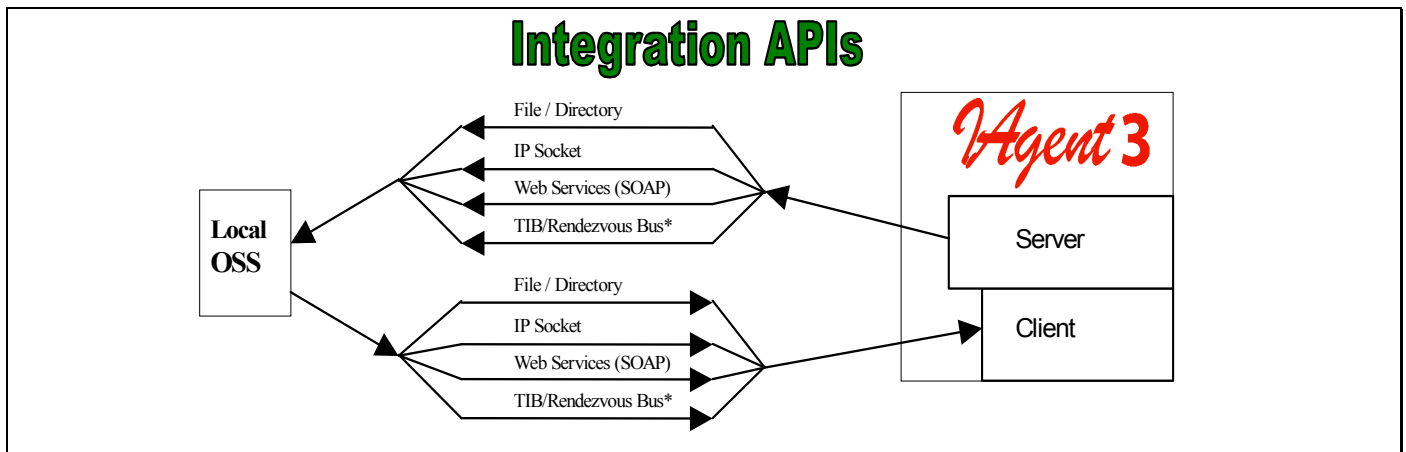 Integration APIs
File / Directory
IP Socket
Web Services (SOAP)
TIB/Rendezvous Bus*
Local
OSS
IAgent 3
Server
Client
File / Directory
IP Socket
Web Services (SOAP)
TIB/Rendezvous Bus*